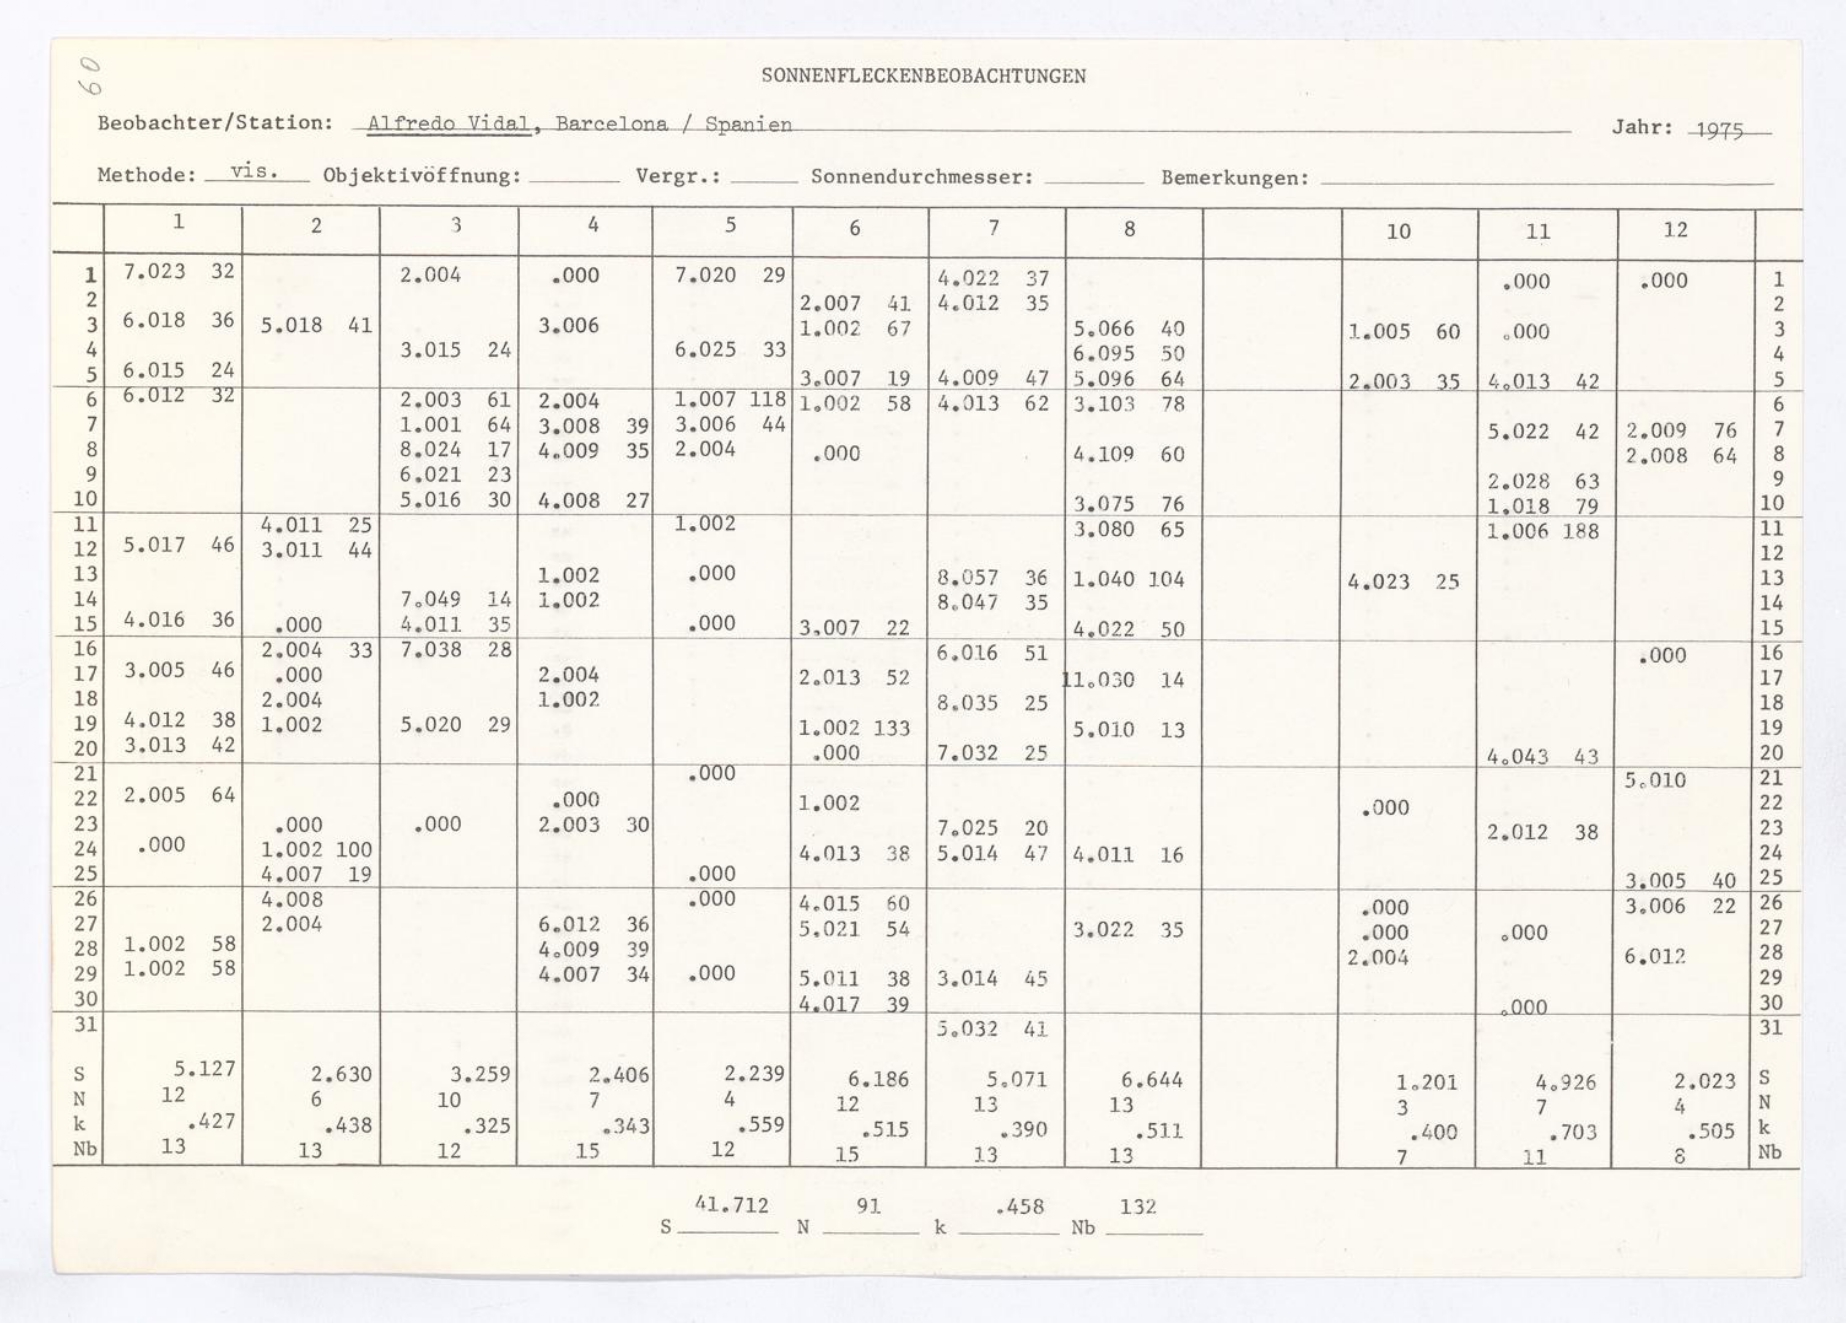 60
SONNENFLECKENBEOBACHTUNGEN
Beobachter/Station: Alfredo Vidal, Barcelona / Spanien Jahr: 1975
Methode: vis. Objektivöffnung: Vergr.: Sonnendurchmesser: Bemerkungen:
1 2 3 4 5 6 7 8 10 11 12
1 7.023 32 2.004 .000 7.020 29 4.022 37 .000 .000 1
2 2.007 41 4.012 35 2
3 6.018 36 5.018 41 3.006 1.002 67 5.066 40 1.005 60 .000 3
4 3.015 24 6.025 33 6.095 50 4
5 6.015 24 3.007 19 4.009 47 5.096 64 2.003 35 4.013 42 5
6 6.012 32 2.003 61 2.004 1.007 118 1.002 58 4.013 62 3.103 78 6
7 1.001 64 3.008 39 3.006 44 5.022 42 2.009 76 7
8 8.024 17 4.009 35 2.004 .000 4.109 60 2.008 64 8
9 6.021 23 2.028 63 9
10 5.016 30 4.008 27 3.075 76 1.018 79 10
11 4.011 25 1.002 3.080 65 1.006 188 11
12 5.017 46 3.011 44 12
13 1.002 .000 8.057 36 1.040 104 4.023 25 13
14 7.049 14 1.002 8.047 35 14
15 4.016 36 .000 4.011 35 .000 3.007 22 4.022 50 15
16 2.004 33 7.038 28 6.016 51 .000 16
17 3.005 46 .000 2.004 2.013 52 11.030 14 17
18 2.004 1.002 8.035 25 18
19 4.012 38 1.002 5.020 29 1.002 133 5.010 13 19
20 3.013 42 .000 7.032 25 4.043 43 20
21 .000 5.010 21
22 2.005 64 .000 1.002 .000 22
23 .000 .000 2.003 30 7.025 20 2.012 38 23
24 .000 1.002 100 4.013 38 5.014 47 4.011 16 24
25 4.007 19 .000 3.005 40 25
26 4.008 .000 4.015 60 .000 3.006 22 26
27 2.004 6.012 36 5.021 54 3.022 35 .000 .000 27
28 1.002 58 4.009 39 2.004 6.012 28
29 1.002 58 4.007 34 .000 5.011 38 3.014 45 29
30 4.017 39 .000 30
31 5.032 41 31
S 5.127 2.630 3.259 2.406 2.239 6.186 5.071 6.644 1.201 4.926 2.023 S
N 12 6 10 7 4 12 13 13 3 7 4 N
k .427 .438 .325 .343 .559 .515 .390 .511 .400 .703 .505 k
Nb 13 13 12 15 12 15 13 13 7 11 8 Nb
S 41.712 N 91 k .458 Nb 132